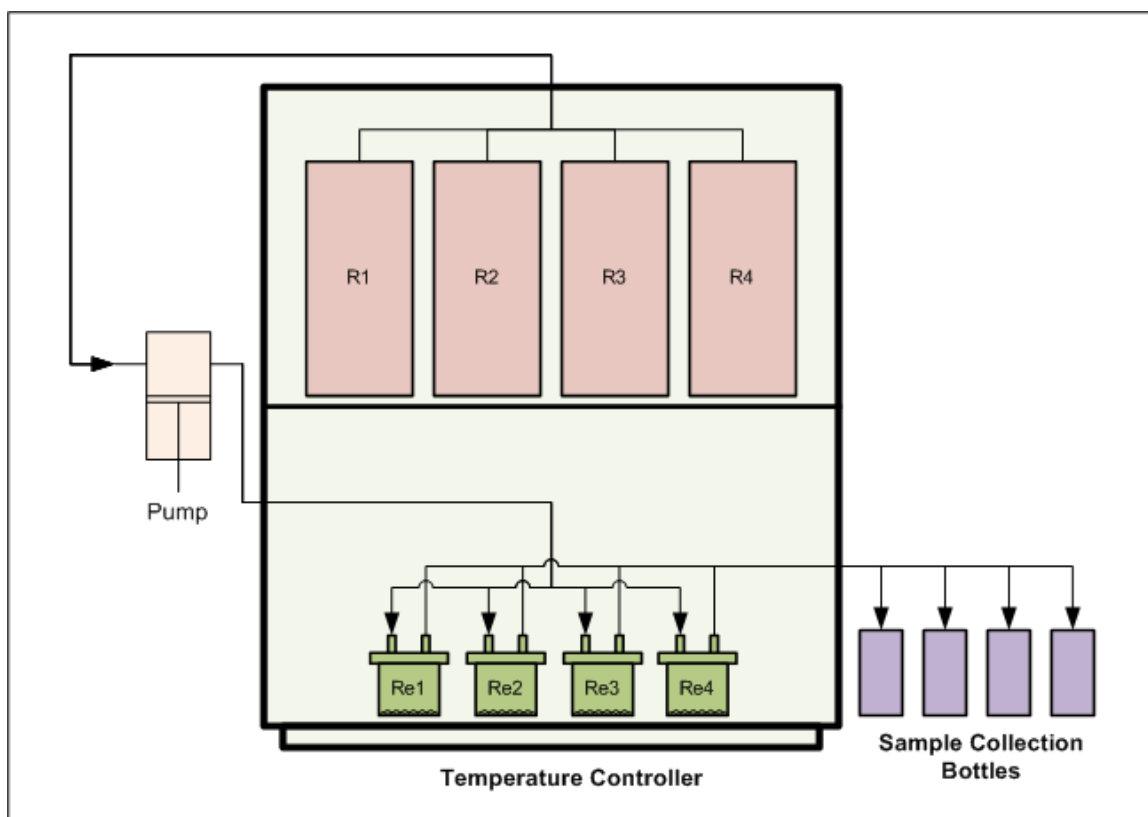 R1
R2
R3
R4
Pump
Re1
Re2
Re3
Re4
Sample Collection
Bottles
Temperature Controller